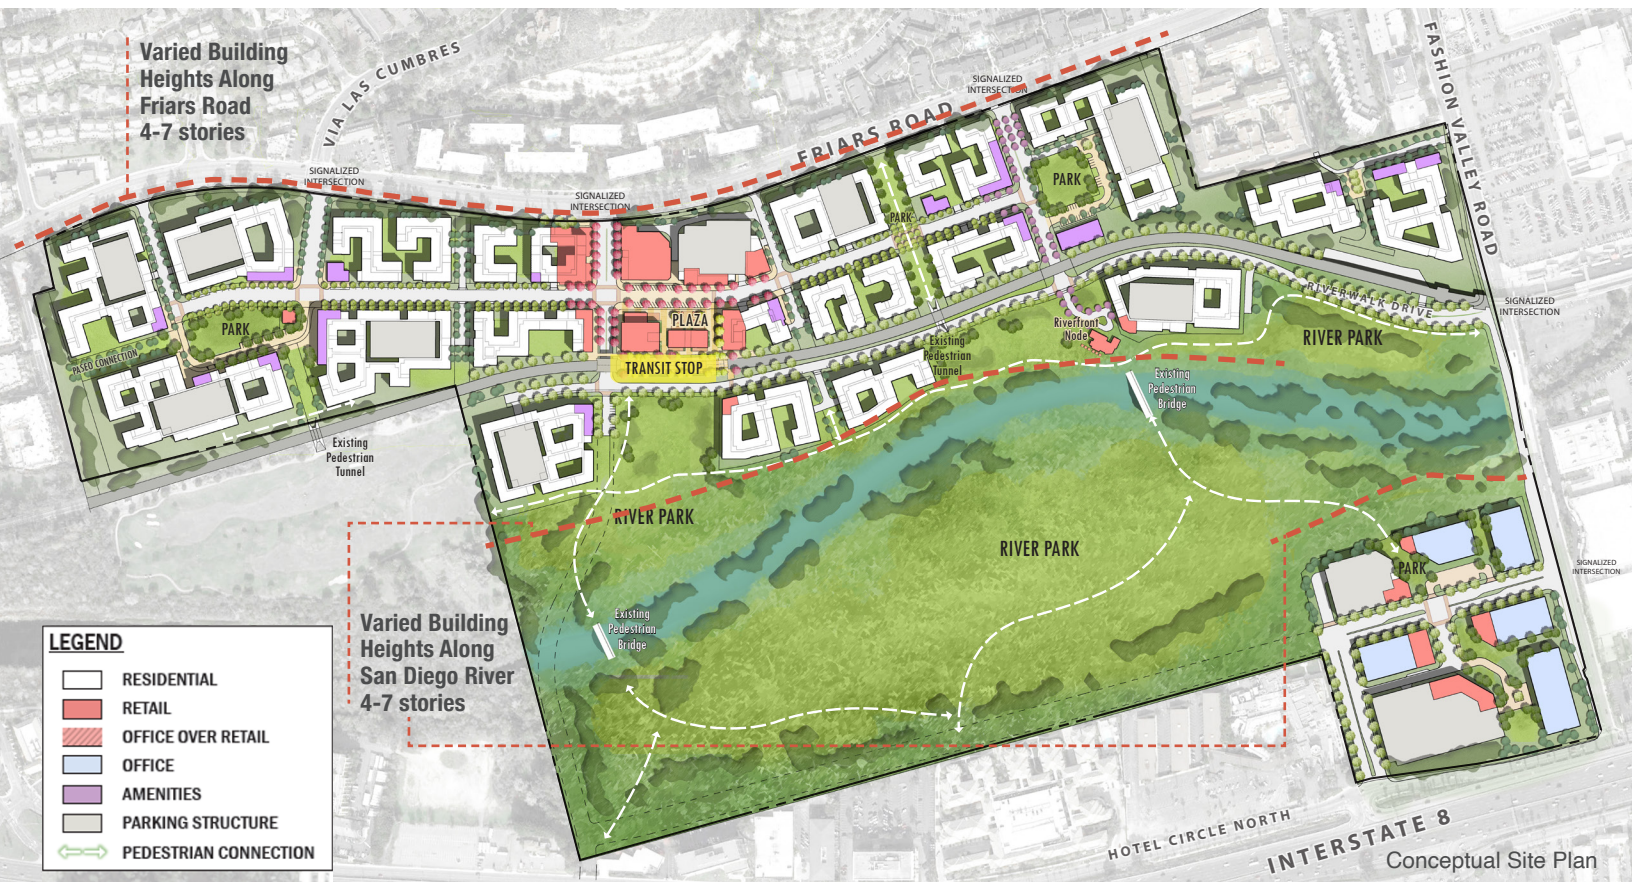 Varied Building
Heights Along
Friars Road
4-7 stories
VIA LAS CUMBRES
SIGNALIZED
INTERSECTION
SIGNALIZED
INTERSECTION
FRIARS ROAD
SIGNALIZED
INTERSECTION
FASHION VALLEY ROAD
PARK
PARK
PARK
PASEO CONNECTION
PLAZA
TRANSIT STOP
Riverfront
Node
Existing
Pedestrian
Tunnel
RIVERWALK DRIVE
SIGNALIZED
INTERSECTION
RIVER PARK
Existing
Pedestrian
Bridge
Existing
Pedestrian
Tunnel
RIVER PARK
RIVER PARK
PARK
SIGNALIZED
INTERSECTION
Existing
Pedestrian
Bridge
Varied Building
Heights Along
San Diego River
4-7 stories
LEGEND
RESIDENTIAL
RETAIL
OFFICE OVER RETAIL
OFFICE
AMENITIES
PARKING STRUCTURE
PEDESTRIAN CONNECTION
HOTEL CIRCLE NORTH
INTERSTATE 8
Conceptual Site Plan